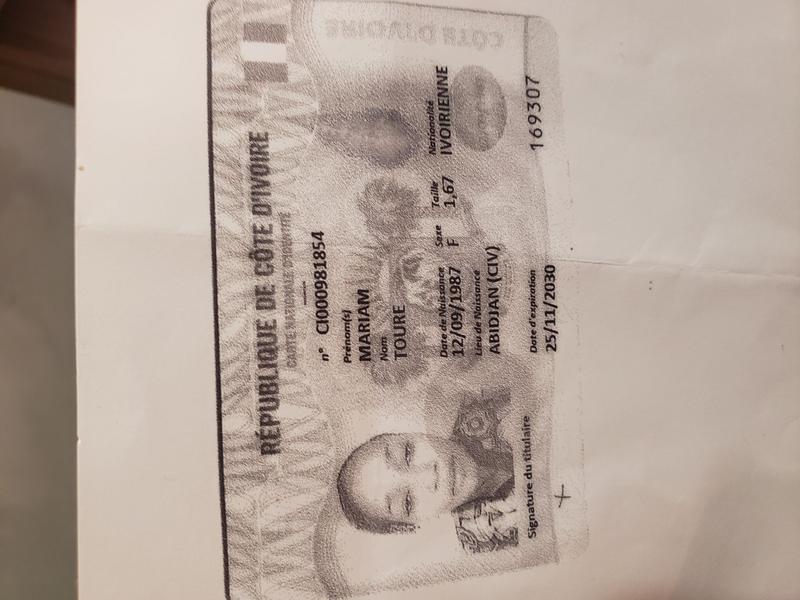 CÔTE D'IVOIRE
RÉPUBLIQUE DE CÔTE D'IVOIRE
CARTE NATIONALE D'IDENTITÉ
n° CI000981854
Prénom(s)
MARIAM
Nom
TOURE
Date de Naissance Sexe Taille Nationalité
12/09/1987 F 1,67 IVOIRIENNE
Lieu de Naissance
ABIDJAN (CIV)
Signature du titulaire
Date d'expiration
25/11/2030
169307